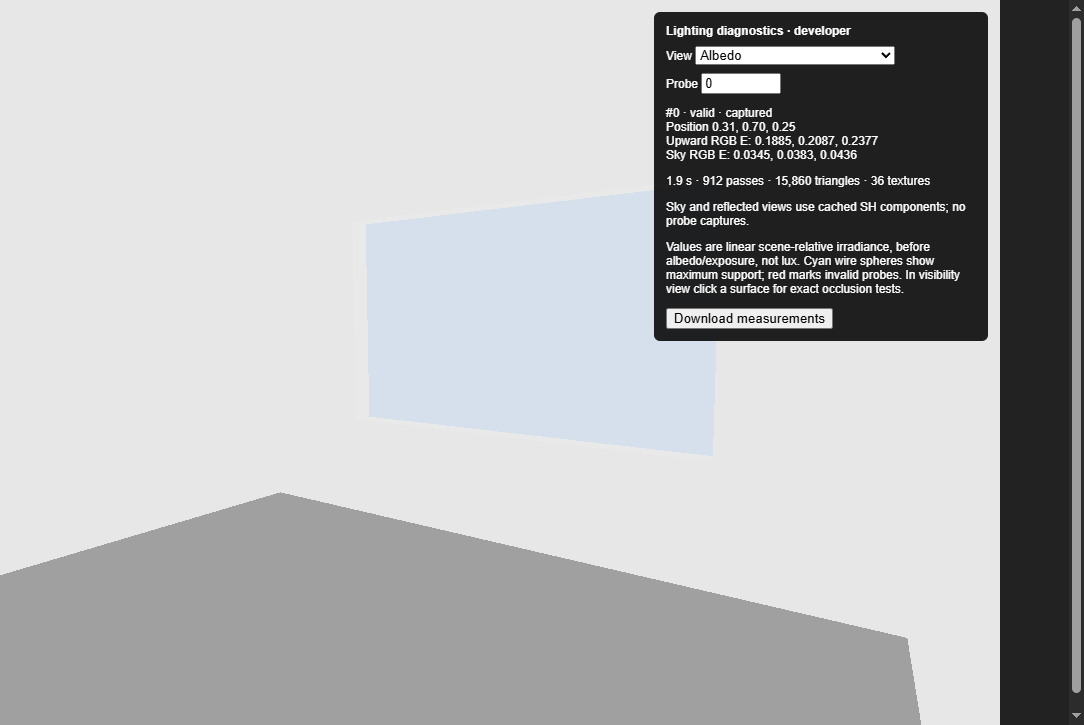 Lighting diagnostics · developer
View Albedo
Probe 0
#0 · valid · captured
Position 0.31, 0.70, 0.25
Upward RGB E: 0.1885, 0.2087, 0.2377
Sky RGB E: 0.0345, 0.0383, 0.0436
1.9 s · 912 passes · 15,860 triangles · 36 textures
Sky and reflected views use cached SH components; no
probe captures.
Values are linear scene-relative irradiance, before
albedo/exposure, not lux. Cyan wire spheres show
maximum support; red marks invalid probes. In visibility
view click a surface for exact occlusion tests.
Download measurements